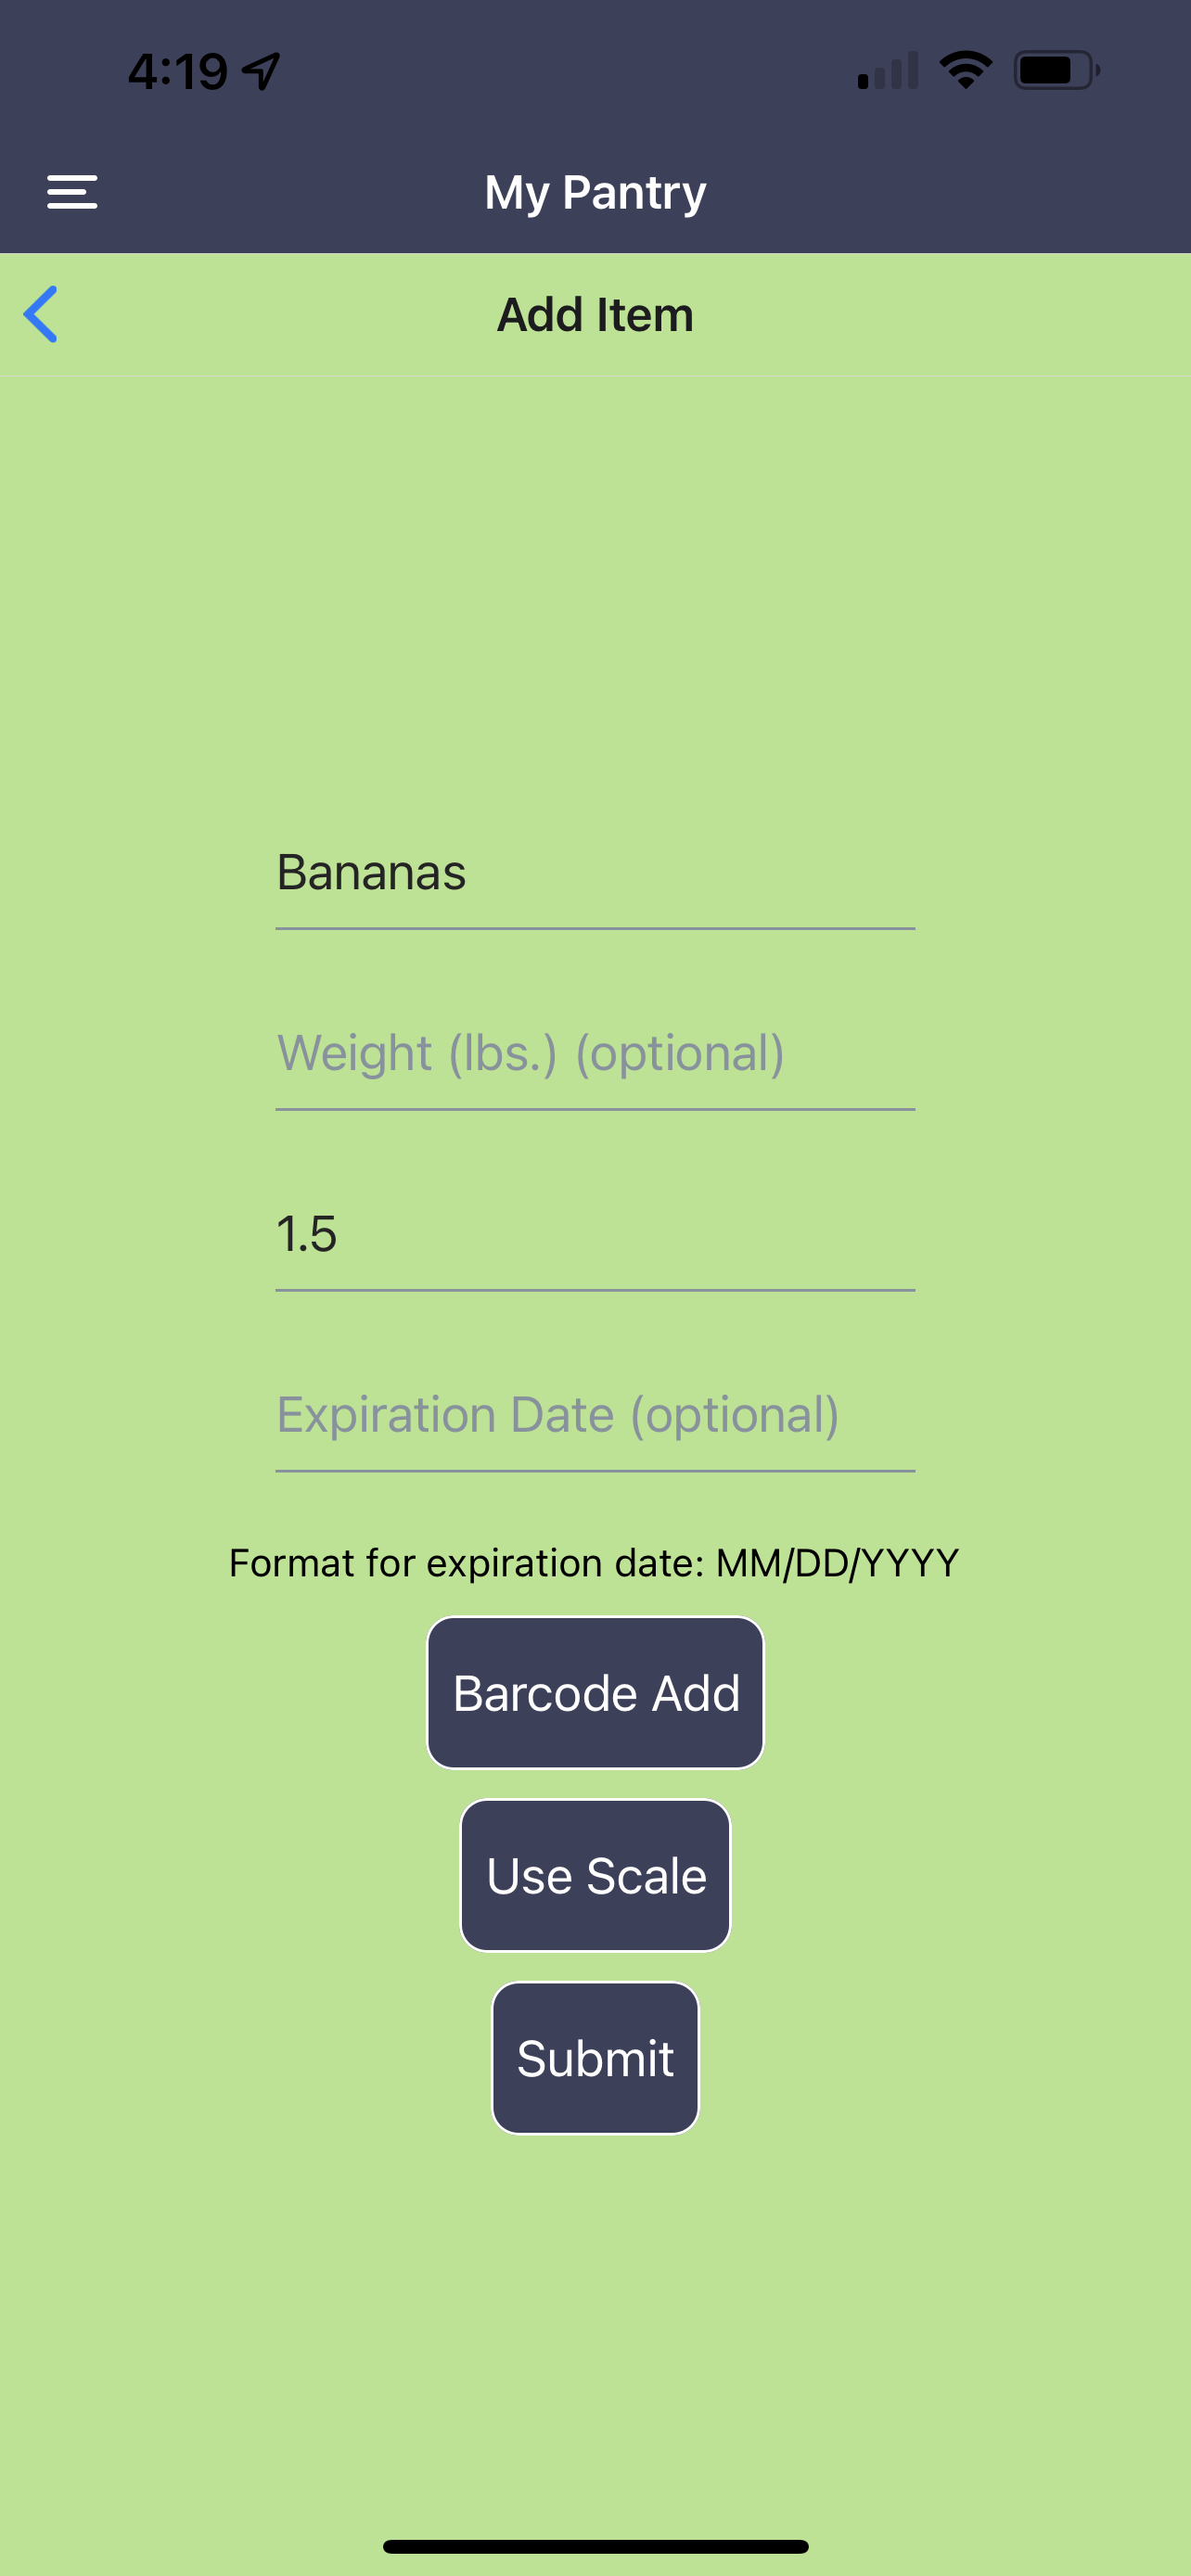 4:19
My Pantry
Add Item
Bananas
Weight (lbs.) (optional)
1.5
Expiration Date (optional)
Format for expiration date: MM/DD/YYYY
Barcode Add
Use Scale
Submit